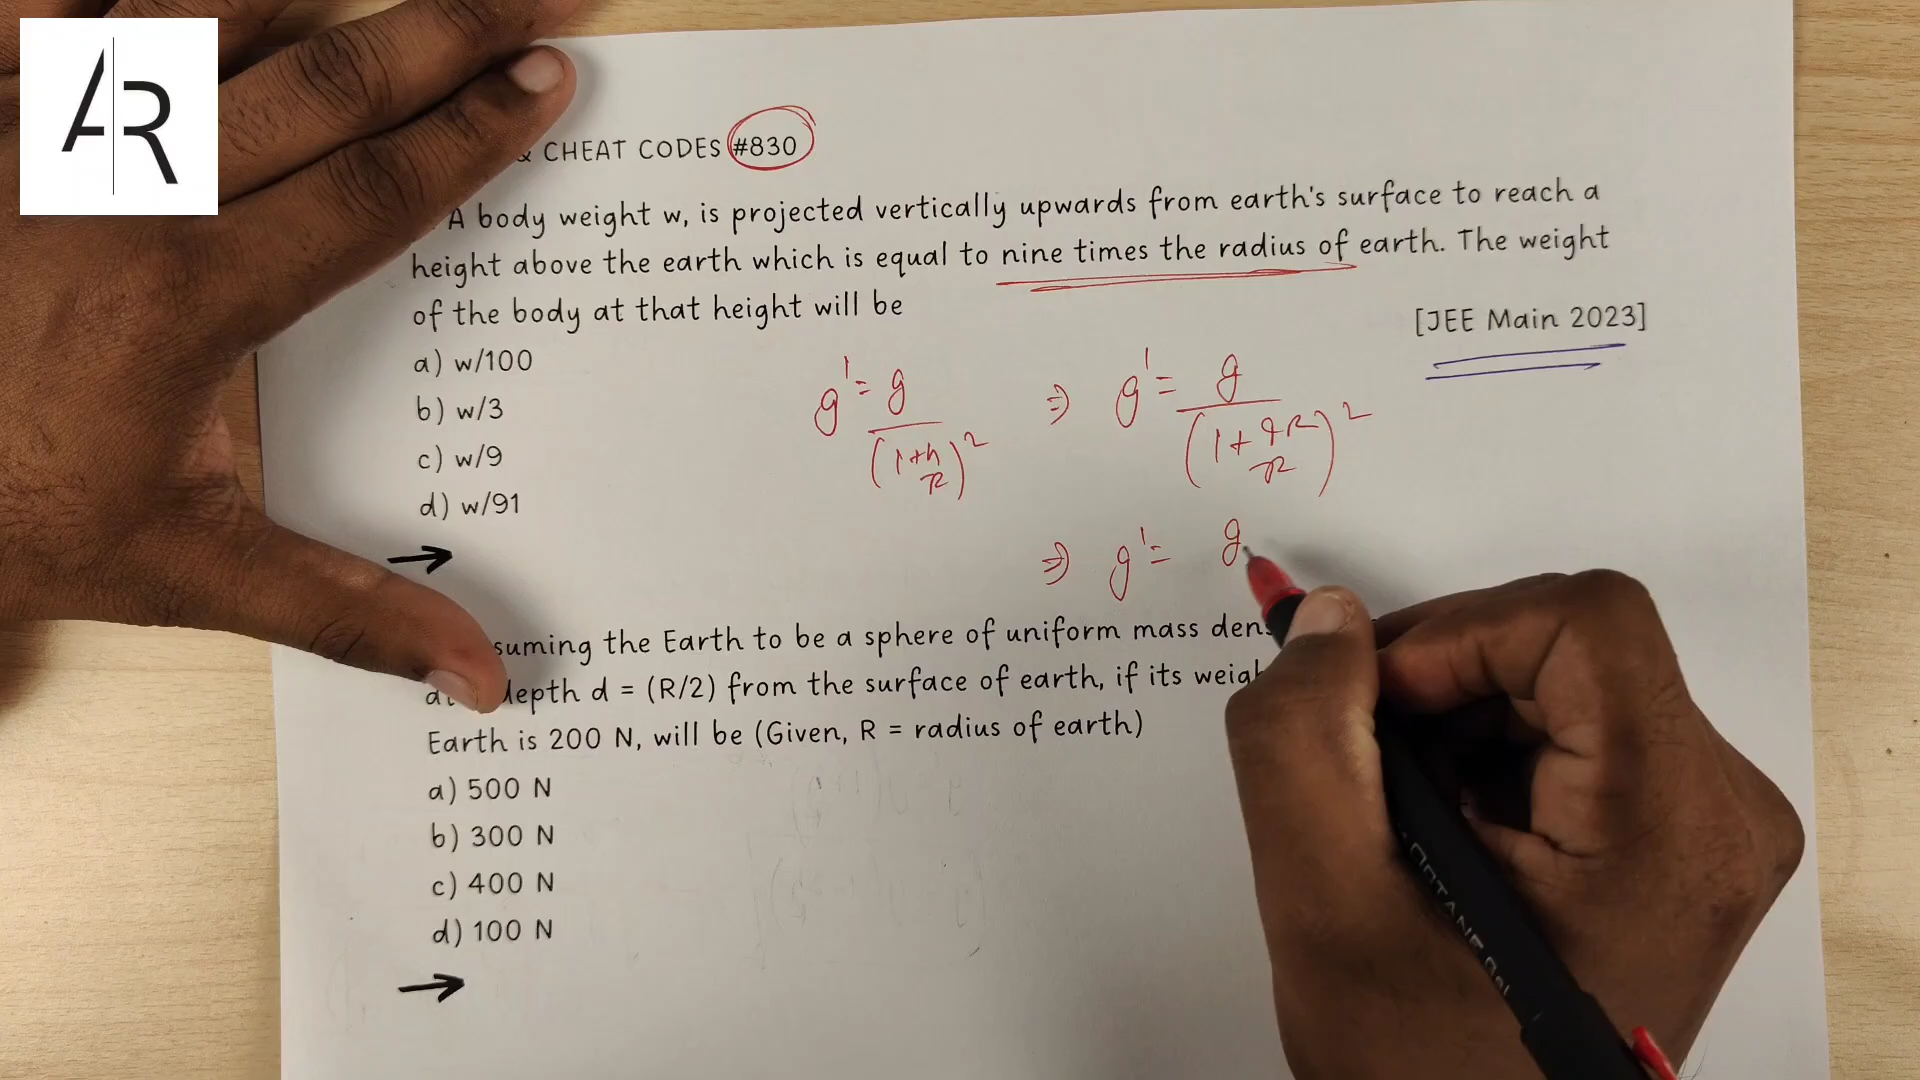 AR
& CHEAT CODES #830
A body weight w, is projected vertically upwards from earth's surface to reach a
height above the earth which is equal to nine times the radius of earth. The weight
of the body at that height will be
[JEE Main 2023]
a) w/100
b) w/3
c) w/9
d) w/91
g' = g / (1+h/R)² ⇒ g' = g / (1+9R/R)²
⇒ g' = g
suming the Earth to be a sphere of uniform mass dens
depth d = (R/2) from the surface of earth, if its weigh
Earth is 200 N, will be (Given, R = radius of earth)
a) 500 N
b) 300 N
c) 400 N
d) 100 N